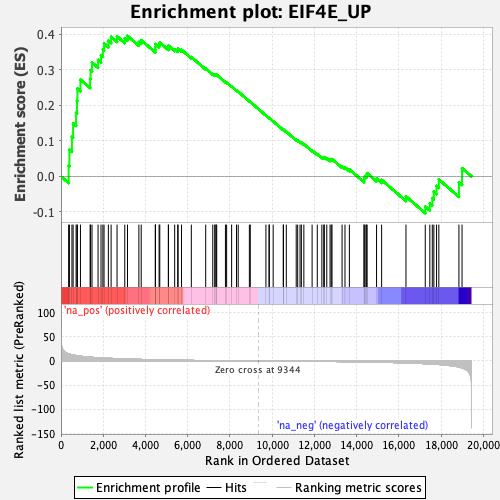 Enrichment plot: EIF4E_UP
Enrichment score (ES)
0.4
0.3
0.2
0.1
0.0
-0.1
'na_pos' (positively correlated)
Ranked list metric (PreRanked)
100
50
0
-50
-100
-150
Zero cross at 9344
'na_neg' (negatively correlated)
0
2,000
4,000
6,000
8,000
10,000
12,000
14,000
16,000
18,000
20,000
Rank in Ordered Dataset
Enrichment profile
Hits
Ranking metric scores